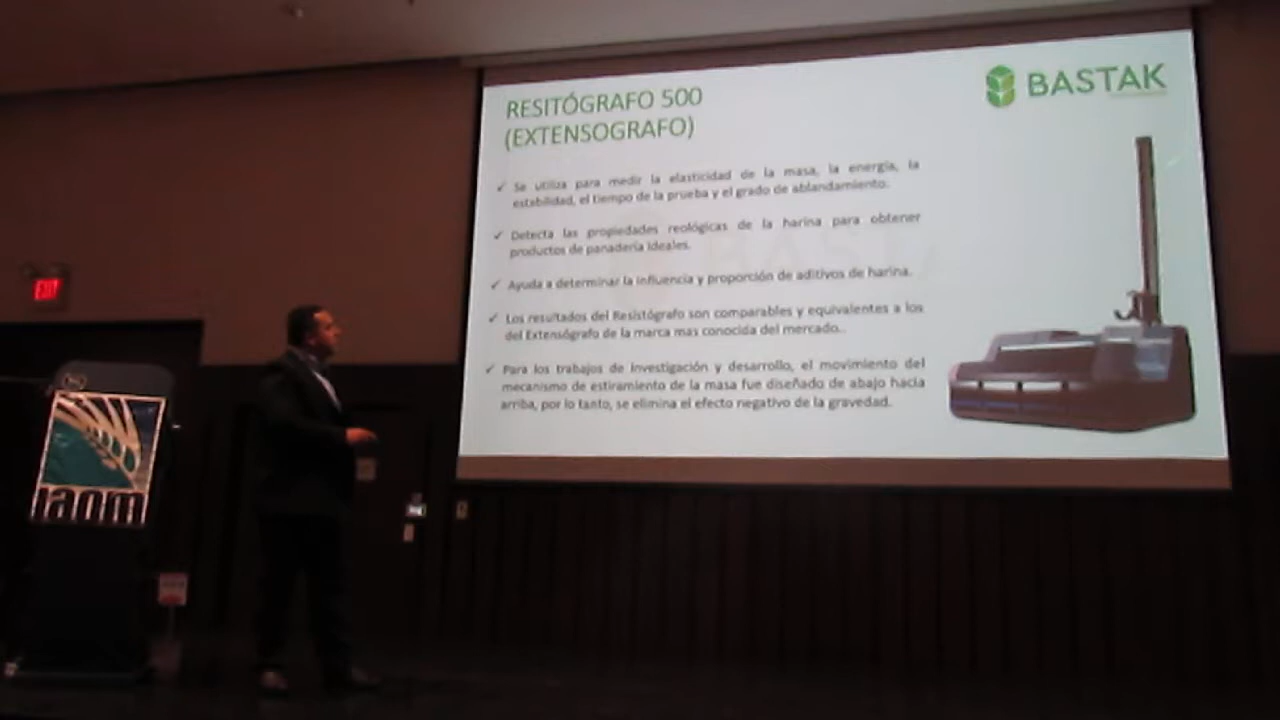 RESITÓGRAFO 500
(EXTENSOGRAFO)
BASTAK
✓ Se utiliza para medir la elasticidad de la masa, la energía, la
estabilidad, el tiempo de la prueba y el grado de ablandamiento.
✓ Detecta las propiedades reológicas de la harina para obtener
productos de panadería ideales.
✓ Ayuda a determinar la influencia y proporción de aditivos de harina.
✓ Los resultados del Resistógrafo son comparables y equivalentes a los
del Extensógrafo de la marca mas conocida del mercado..
✓ Para los trabajos de investigación y desarrollo, el movimiento del
mecanismo de estiramiento de la masa fue diseñado de abajo hacia
arriba, por lo tanto, se elimina el efecto negativo de la gravedad.
EXIT
iaom